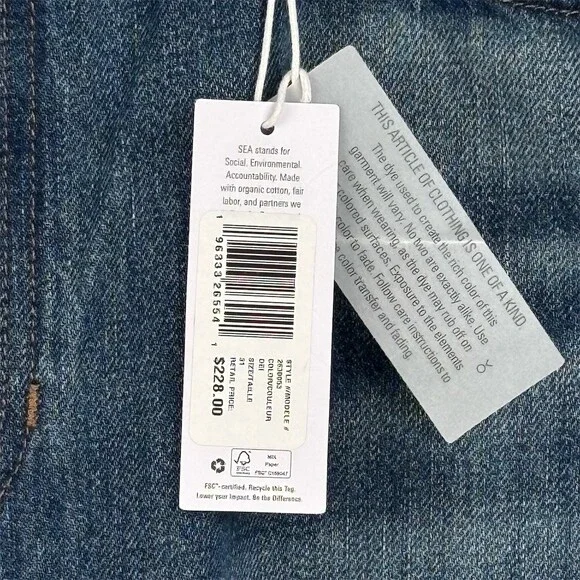 SEA stands for
Social. Environmental.
Accountability. Made
with organic cotton, fair
labor, and partners we
1 96333 26554 1
STYLE #/MODELE #
COLOR/COULEUR
DEI
SIZE/TAILLE
31
RETAIL PRICE:
$228.00
FSC
MIX
Paper
FSC™-certified. Recycle this Tag.
Lower your Impact. Be the Difference.
THIS ARTICLE OF CLOTHING IS ONE OF A KIND
The dye used to create the rich color of this
garment will vary. No two are exactly alike. Use
care when wearing, as the dye may rub off on
colored surfaces. Exposure to the elements
color to fade. Follow care instructions to
color transfer and fading.